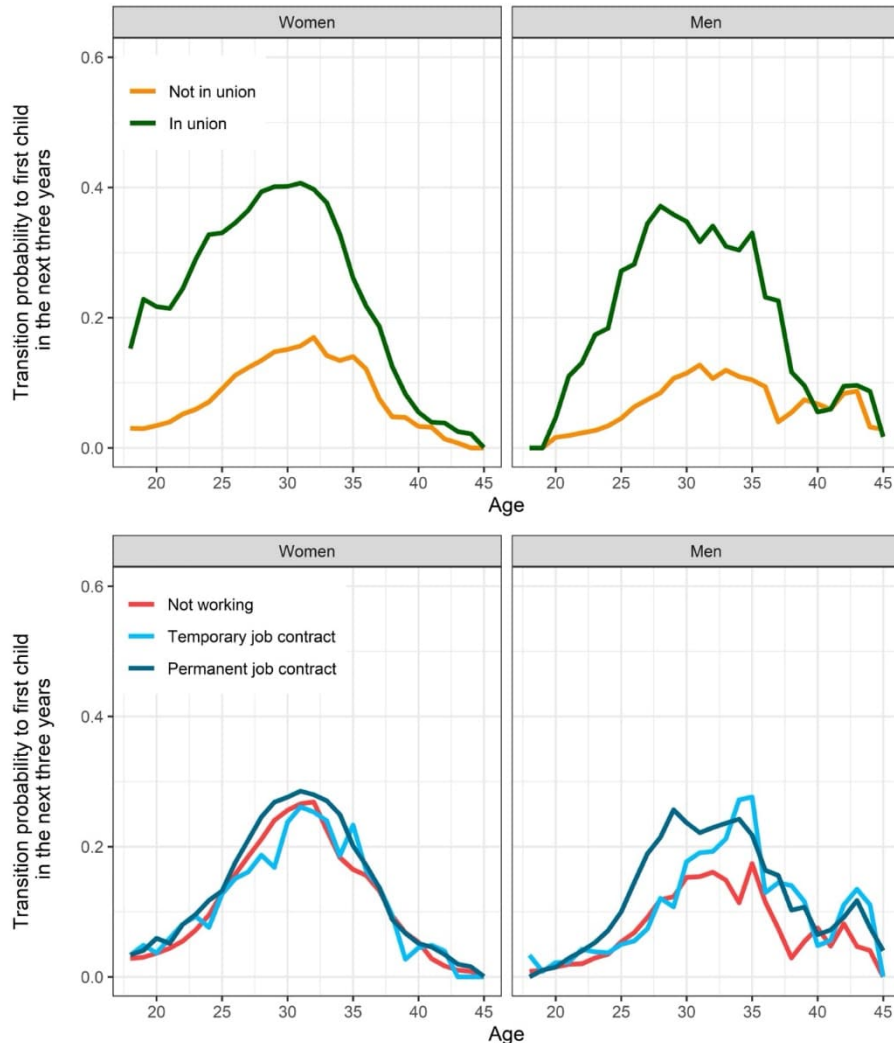 Women
Men
Transition probability to first child
in the next three years
0.6
0.4
0.2
0.0
Not in union
In union
20
25
30
35
40
45
20
25
30
35
40
45
Age
Women
Men
Transition probability to first child
in the next three years
0.6
0.4
0.2
0.0
Not working
Temporary job contract
Permanent job contract
20
25
30
35
40
45
20
25
30
35
40
45
Age